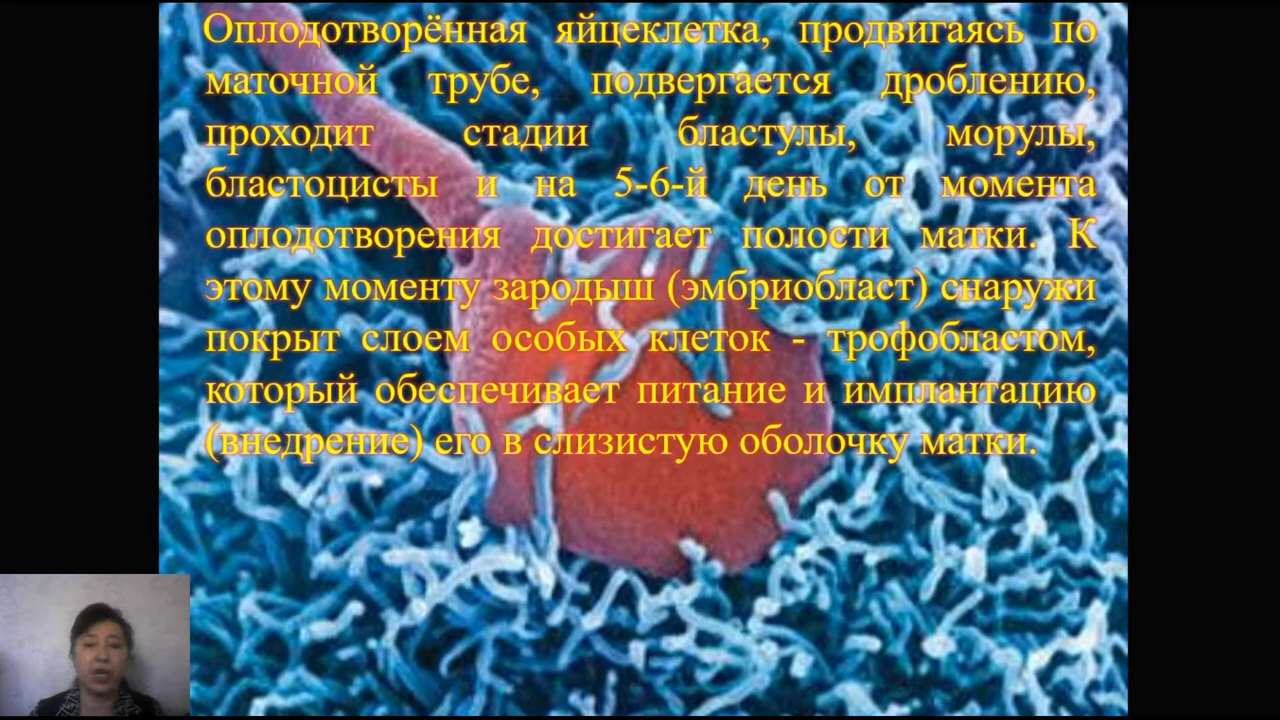 Оплодотворённая яйцеклетка, продвигаясь по
маточной трубе, подвергается дроблению,
проходит стадии бластулы, морулы,
бластоцисты и на 5-6-й день от момента
оплодотворения достигает полости матки. К
этому моменту зародыш (эмбриобласт) снаружи
покрыт слоем особых клеток - трофобластом,
который обеспечивает питание и имплантацию
(внедрение) его в слизистую оболочку матки.